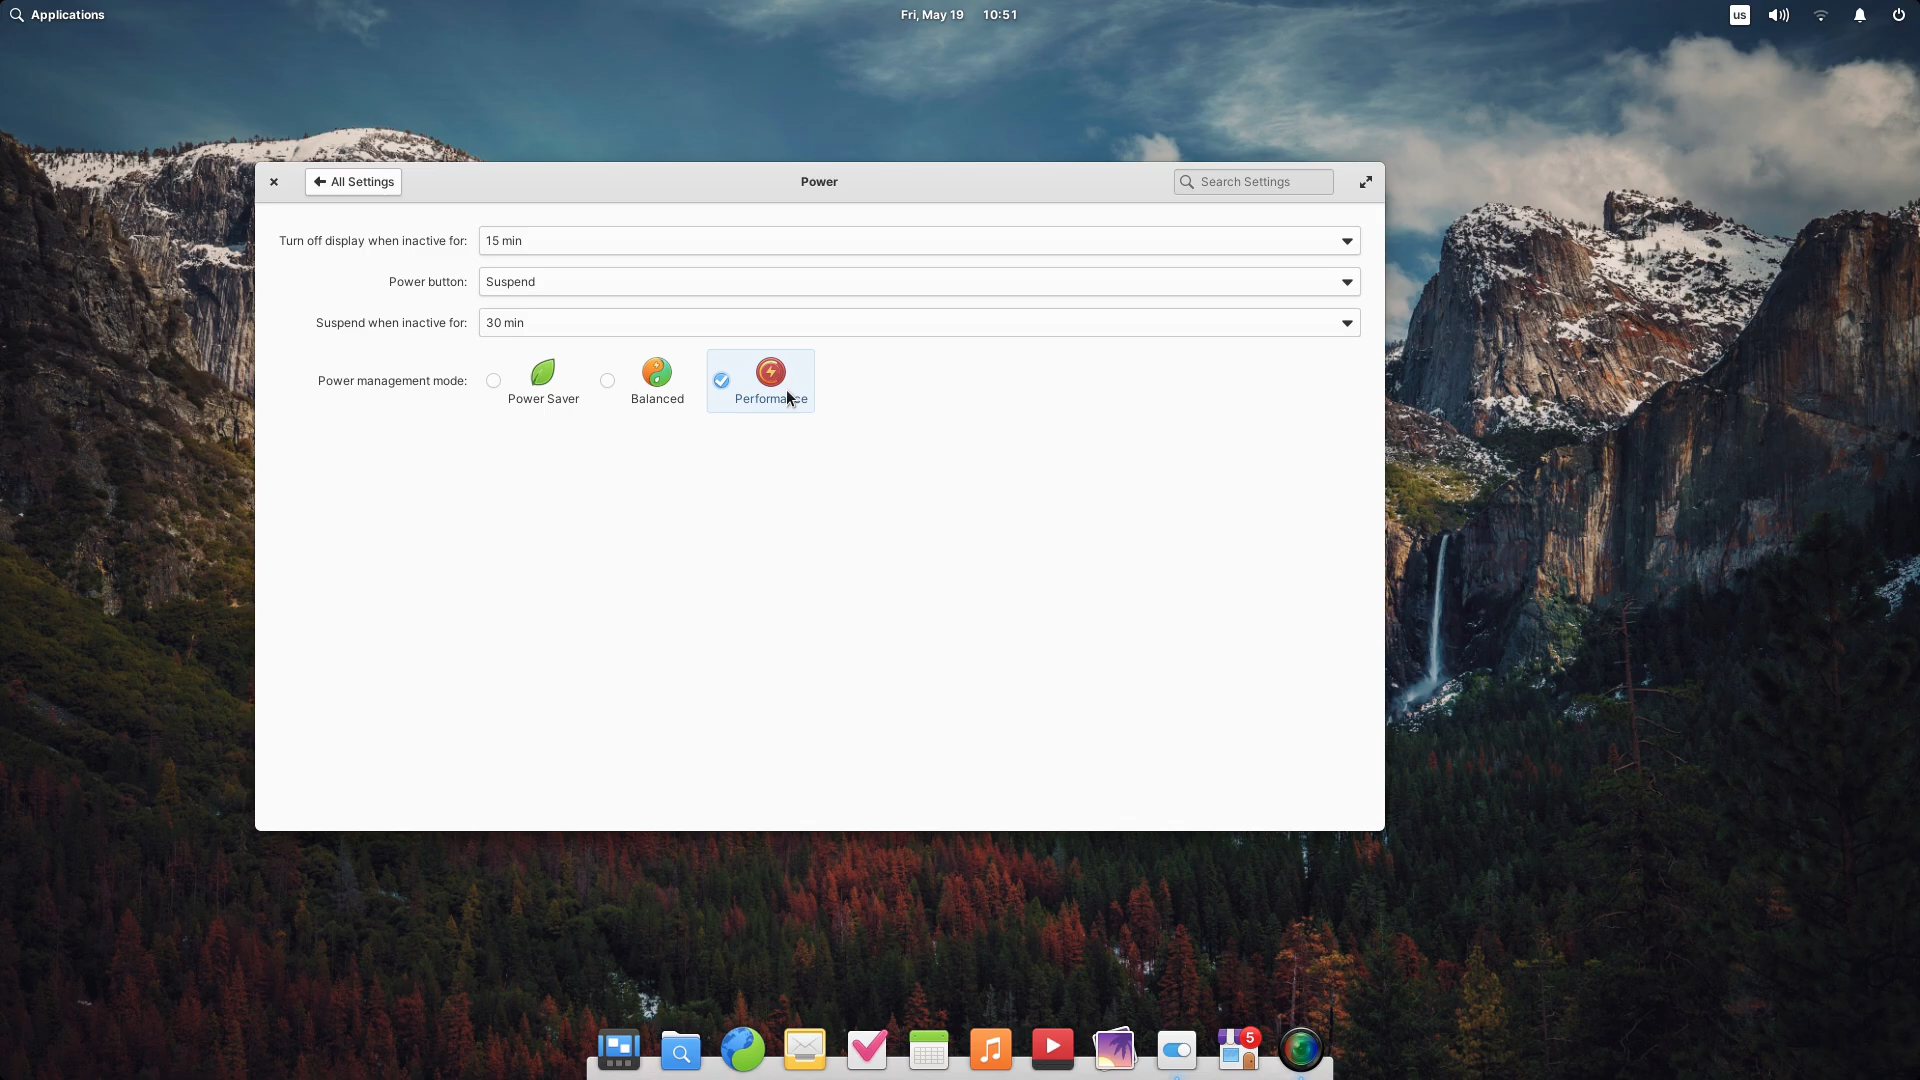 Applications
Fri, May 19 10:51
us
All Settings
Power
Search Settings
Turn off display when inactive for: 15 min
Power button: Suspend
Suspend when inactive for: 30 min
Power management mode: Power Saver Balanced Performance
5